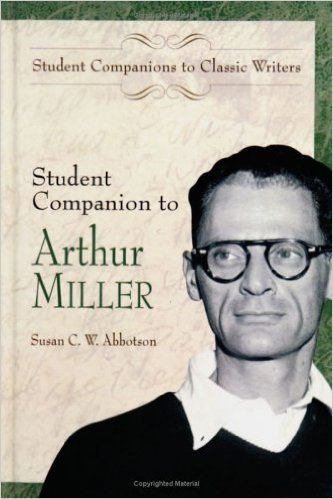 Student Companions to Classic Writers
Student
Companion to
Arthur
MILLER
Susan C. W. Abbotson
Copyrighted Material